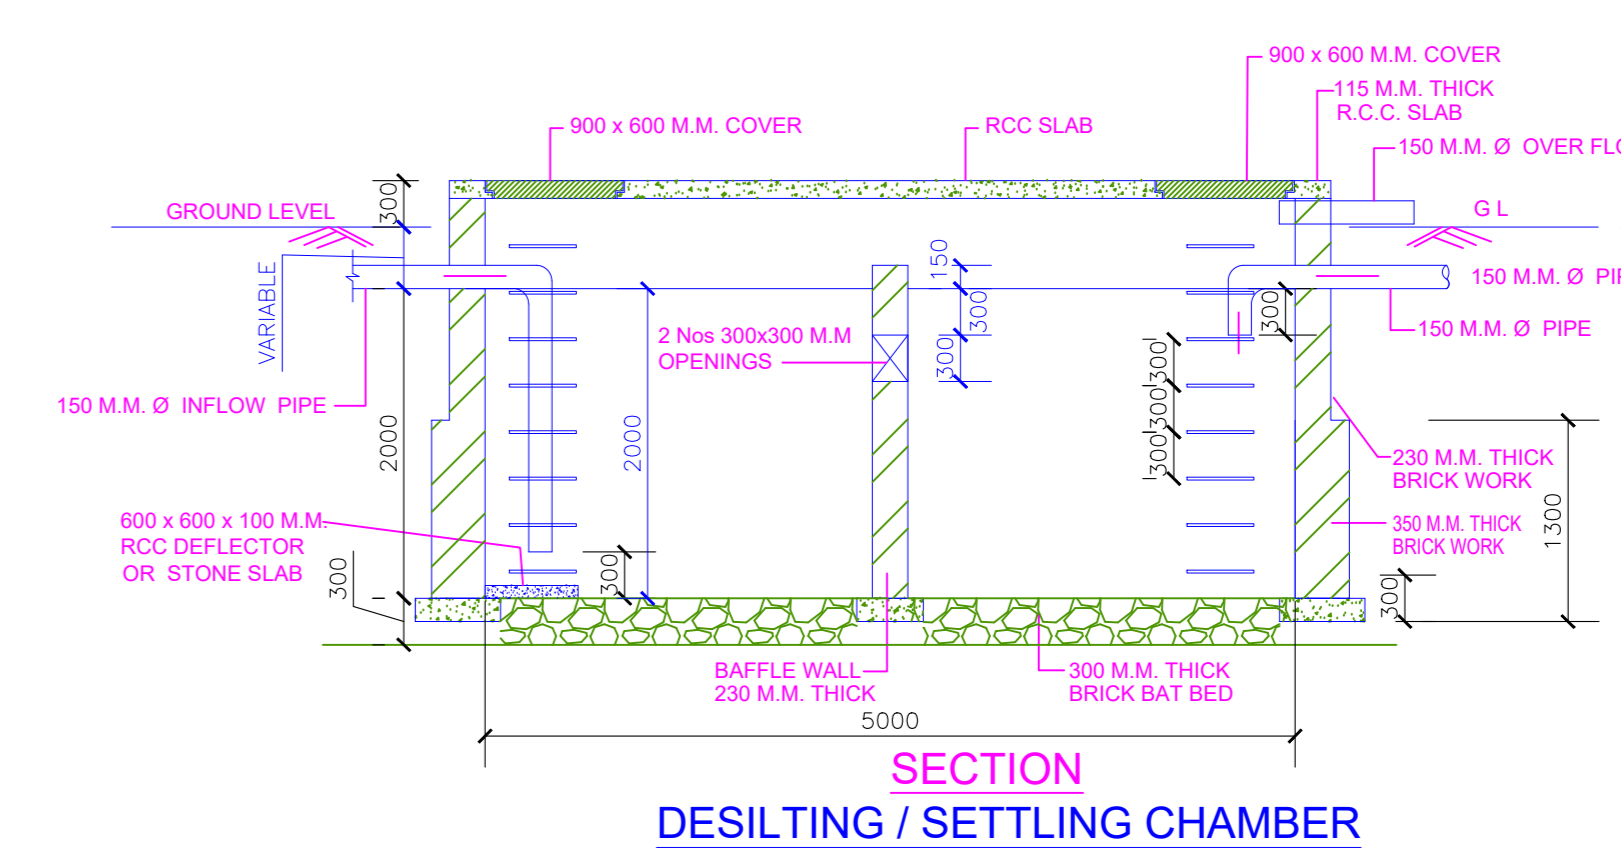 900 x 600 M.M. COVER
115 M.M. THICK
R.C.C. SLAB
900 x 600 M.M. COVER
RCC SLAB
150 M.M. Ø OVER FLO
300
GROUND LEVEL
G L
VARIABLE
150
150 M.M. Ø PIP
300
300
2 Nos 300x300 M.M
OPENINGS
300
150 M.M. Ø PIPE
300
300
300
150 M.M. Ø INFLOW PIPE
2000
2000
230 M.M. THICK
BRICK WORK
350 M.M. THICK
BRICK WORK
1300
600 x 600 x 100 M.M.
RCC DEFLECTOR
OR STONE SLAB
300
300
300
BAFFLE WALL
230 M.M. THICK
300 M.M. THICK
BRICK BAT BED
5000
SECTION
DESILTING / SETTLING CHAMBER